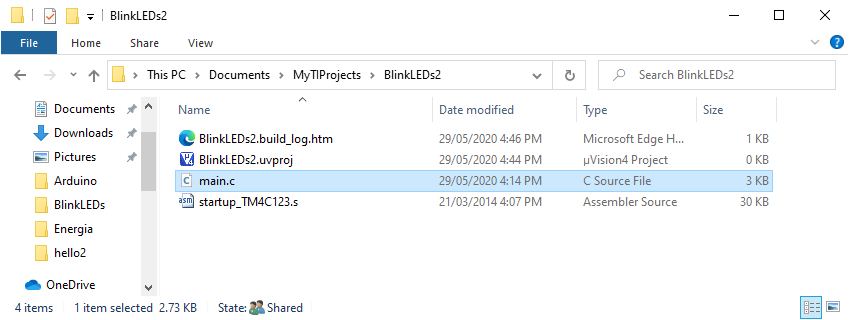 BlinkLEDs2
File Home Share View
This PC Documents MyTIProjects BlinkLEDs2 Search BlinkLEDs2
Name Date modified Type Size
Documents
Downloads
Pictures
Arduino
BlinkLEDs
Energia
hello2
OneDrive
BlinkLEDs2.build_log.htm 29/05/2020 4:46 PM Microsoft Edge H... 1 KB
BlinkLEDs2.uvproj 29/05/2020 4:44 PM µVision4 Project 0 KB
main.c 29/05/2020 4:14 PM C Source File 3 KB
asm startup_TM4C123.s 21/03/2014 4:07 PM Assembler Source 30 KB
4 items 1 item selected 2.73 KB State: Shared